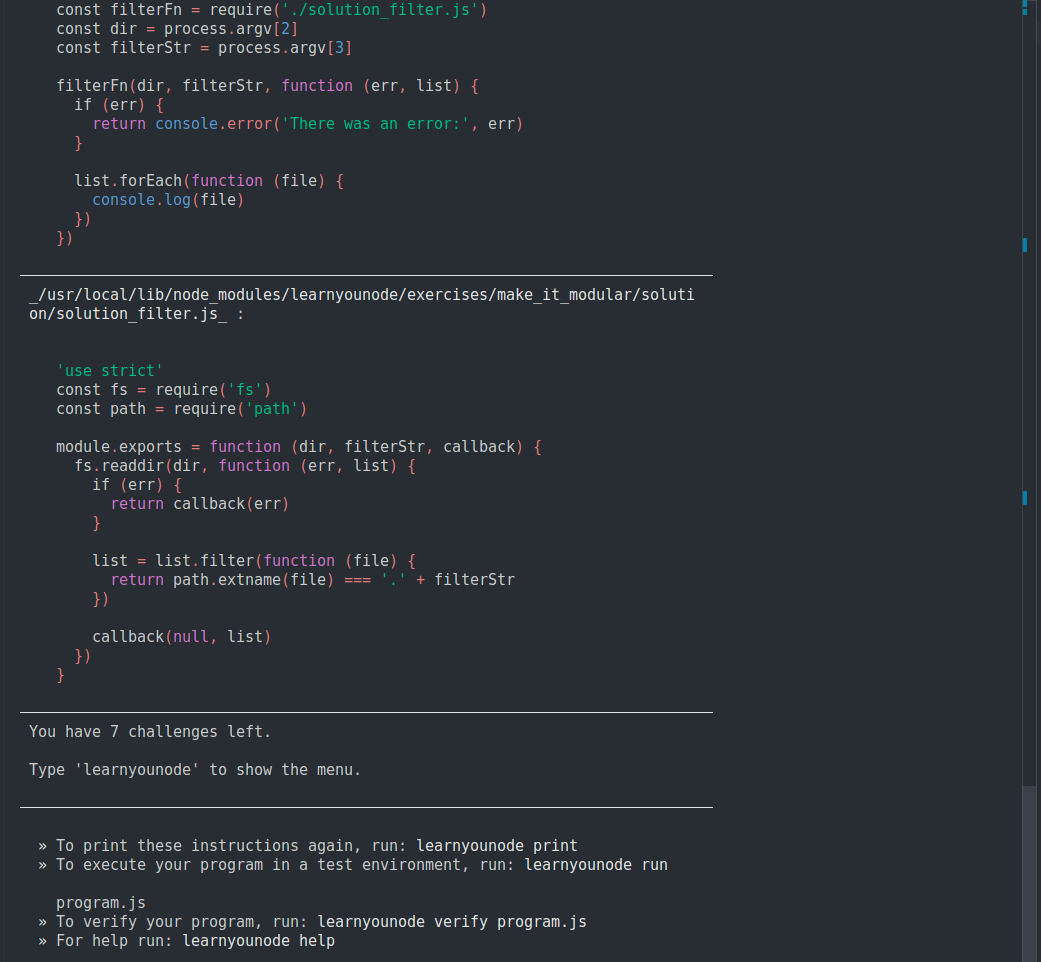 const filterFn = require('./solution_filter.js')
const dir = process.argv[2]
const filterStr = process.argv[3]
filterFn(dir, filterStr, function (err, list) {
if (err) {
return console.error('There was an error:', err)
}
list.forEach(function (file) {
console.log(file)
})
})
_/usr/local/lib/node_modules/learnyounode/exercises/make_it_modular/soluti
on/solution_filter.js_ :
'use strict'
const fs = require('fs')
const path = require('path')
module.exports = function (dir, filterStr, callback) {
fs.readdir(dir, function (err, list) {
if (err) {
return callback(err)
}
list = list.filter(function (file) {
return path.extname(file) === '.' + filterStr
})
callback(null, list)
})
}
You have 7 challenges left.
Type 'learnyounode' to show the menu.
» To print these instructions again, run: learnyounode print
» To execute your program in a test environment, run: learnyounode run
program.js
» To verify your program, run: learnyounode verify program.js
» For help run: learnyounode help